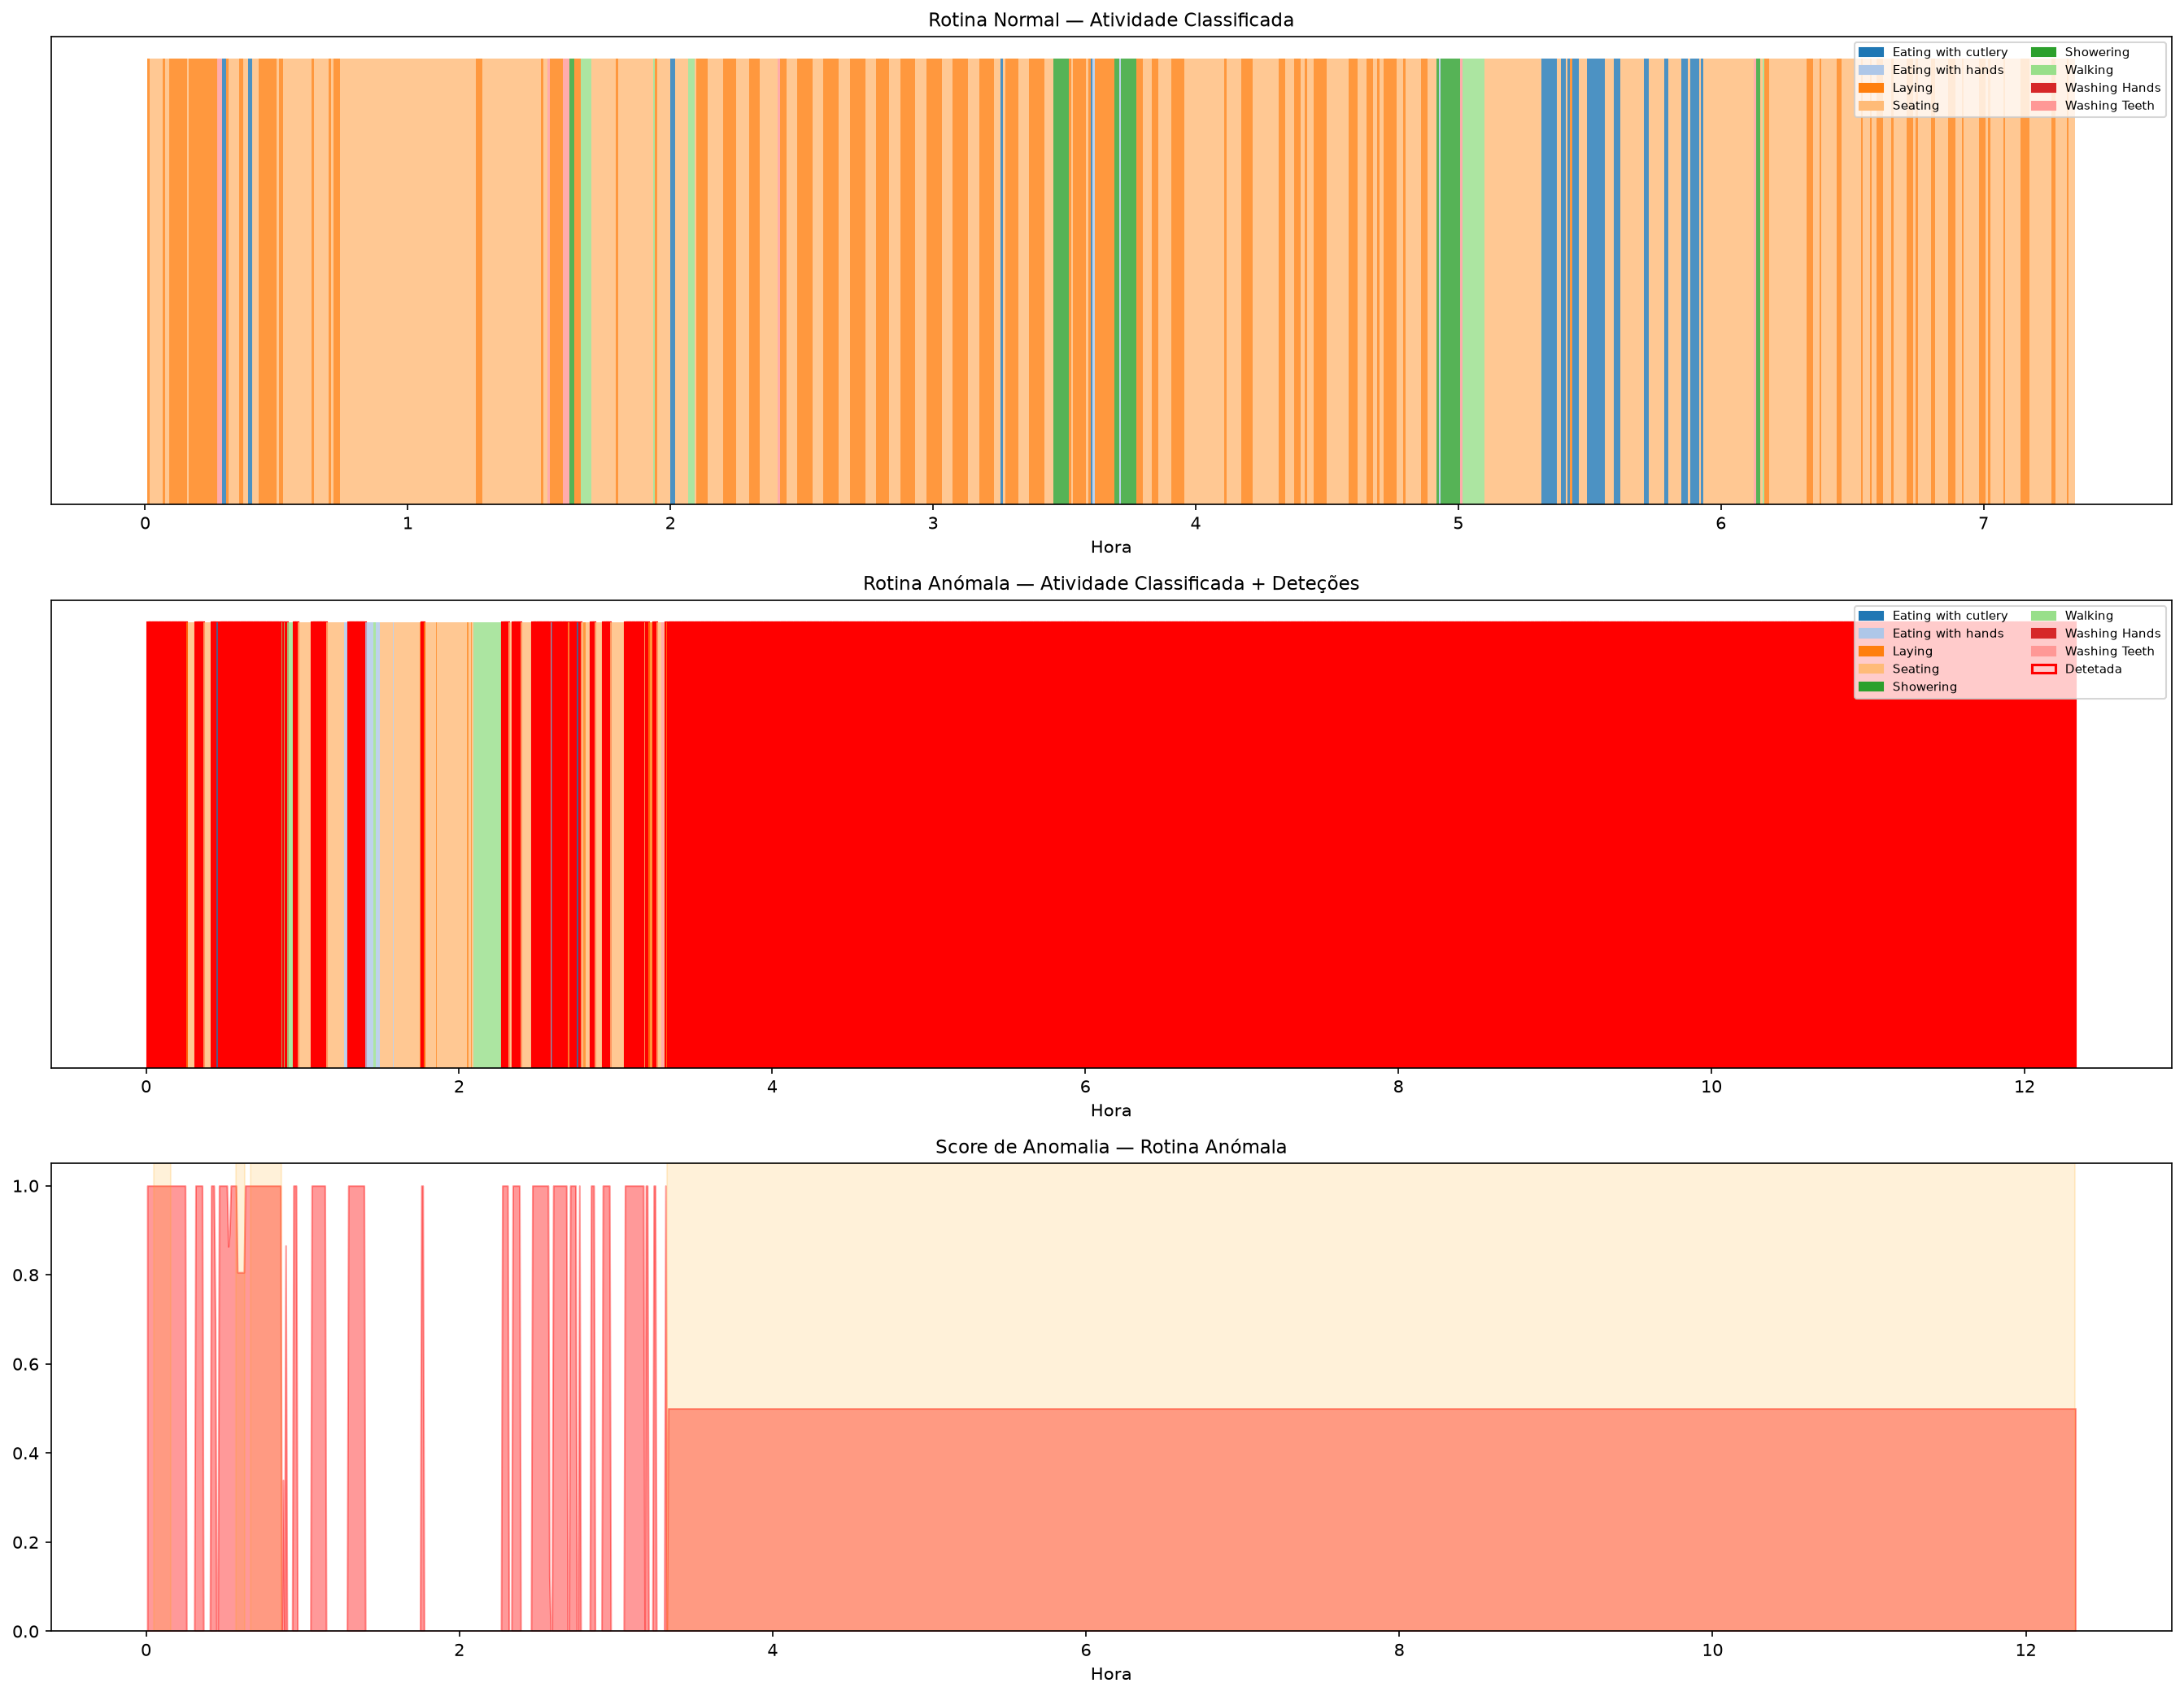 Rotina Normal — Atividade Classificada
Eating with cutlery
Eating with hands
Laying
Seating
Showering
Walking
Washing Hands
Washing Teeth
0 1 2 3 4 5 6 7
Hora
Rotina Anómala — Atividade Classificada + Deteções
Eating with cutlery
Eating with hands
Laying
Seating
Showering
Walking
Washing Hands
Washing Teeth
Detetada
0 2 4 6 8 10 12
Hora
Score de Anomalia — Rotina Anómala
1.0
0.8
0.6
0.4
0.2
0.0
0 2 4 6 8 10 12
Hora